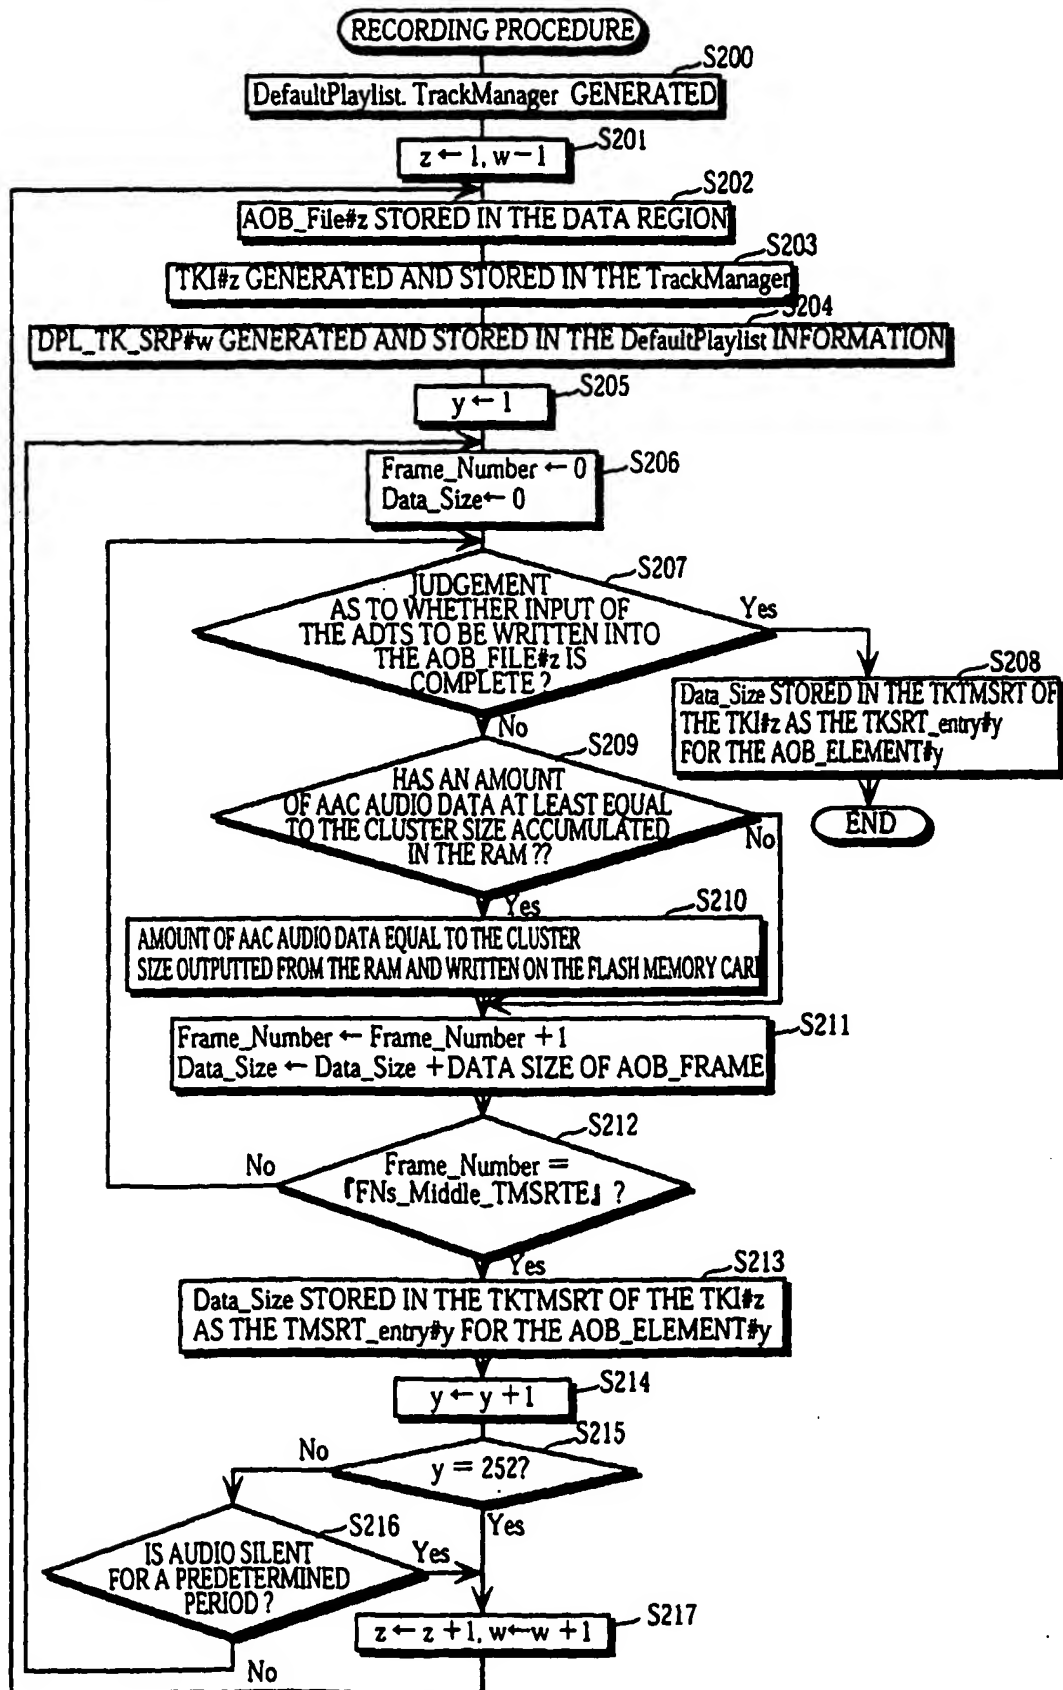 RECORDING PROCEDURE
S200
DefaultPlaylist. TrackManager GENERATED
S201
z ← 1, w−1
S202
AOB_File#z STORED IN THE DATA REGION
S203
TKI#z GENERATED AND STORED IN THE TrackManager
S204
DPL_TK_SRP#w GENERATED AND STORED IN THE DefaultPlaylist INFORMATION
S205
y ← 1
S206
Frame_Number ← 0
Data_Size← 0
S207
JUDGEMENT
AS TO WHETHER INPUT OF
THE ADTS TO BE WRITTEN INTO
THE AOB_FILE#z IS
COMPLETE ?
Yes
No
S208
Data_Size STORED IN THE TKTMSRT OF
THE TKI#z AS THE TKSRT_entry#y
FOR THE AOB_ELEMENT#y
END
S209
HAS AN AMOUNT
OF AAC AUDIO DATA AT LEAST EQUAL
TO THE CLUSTER SIZE ACCUMULATED
IN THE RAM ??
No
Yes
S210
AMOUNT OF AAC AUDIO DATA EQUAL TO THE CLUSTER
SIZE OUTPUTTED FROM THE RAM AND WRITTEN ON THE FLASH MEMORY CARD
S211
Frame_Number ← Frame_Number +1
Data_Size ← Data_Size +DATA SIZE OF AOB_FRAME
S212
Frame_Number =
『FNs_Middle_TMSRTE』 ?
No
Yes
S213
Data_Size STORED IN THE TKTMSRT OF THE TKI#z
AS THE TMSRT_entry#y FOR THE AOB_ELEMENT#y
S214
y ← y +1
S215
y = 252?
No
Yes
S216
IS AUDIO SILENT
FOR A PREDETERMINED
PERIOD ?
Yes
No
S217
z ← z +1, w←w +1